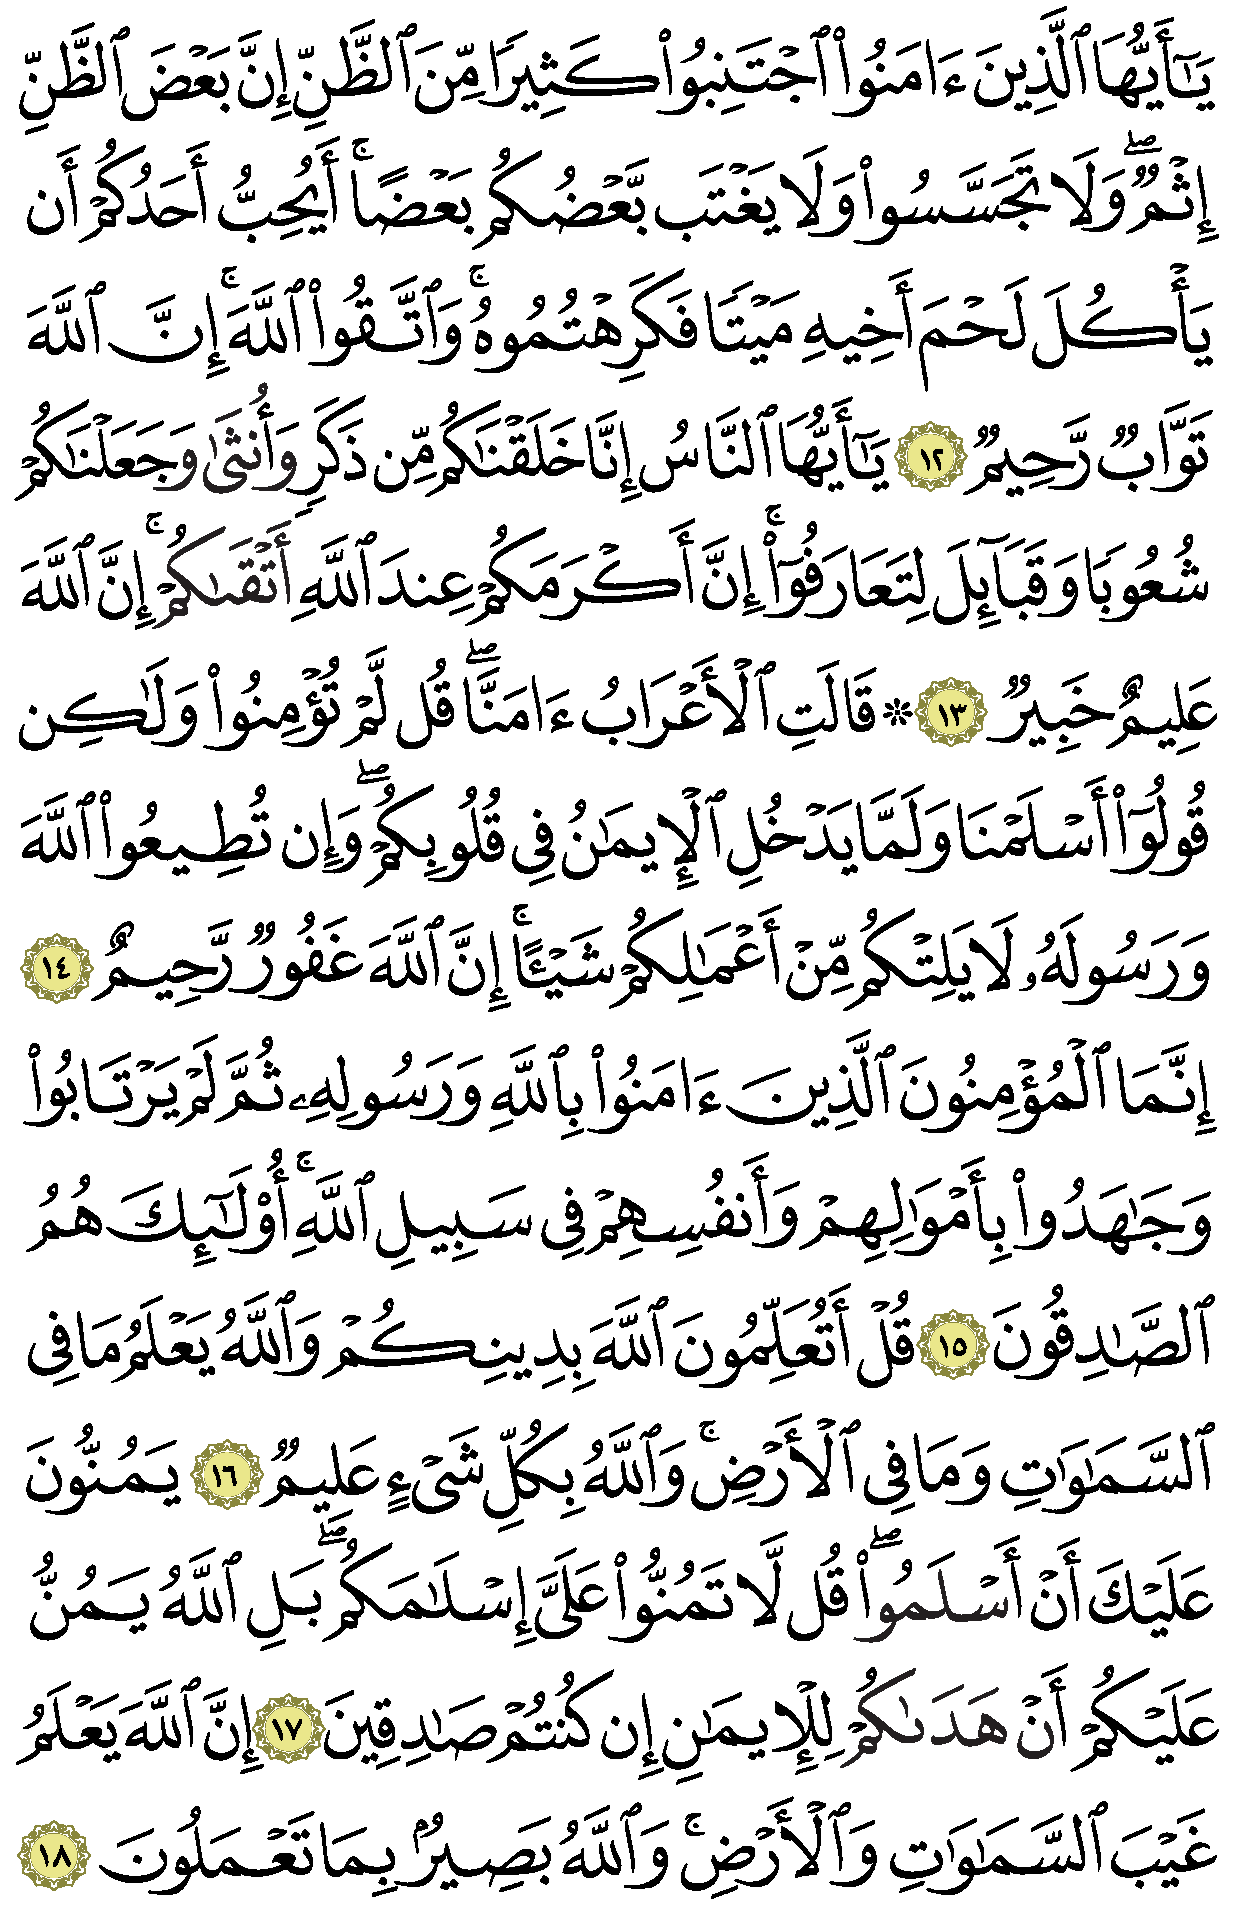 يَـٰٓأَيُّهَا ٱلَّذِينَ ءَامَنُوا۟ ٱجْتَنِبُوا۟ كَثِيرًا مِّنَ ٱلظَّنِّ إِنَّ بَعْضَ ٱلظَّنِّ
إِثْمٌ ۖ وَلَا تَجَسَّسُوا۟ وَلَا يَغْتَب بَّعْضُكُم بَعْضًا ۚ أَيُحِبُّ أَحَدُكُمْ أَن
يَأْكُلَ لَحْمَ أَخِيهِ مَيْتًا فَكَرِهْتُمُوهُ ۚ وَٱتَّقُوا۟ ٱللَّهَ ۚ إِنَّ ٱللَّهَ
تَوَّابٌ رَّحِيمٌ ١٢ يَـٰٓأَيُّهَا ٱلنَّاسُ إِنَّا خَلَقْنَـٰكُم مِّن ذَكَرٍ وَأُنثَىٰ وَجَعَلْنَـٰكُمْ
شُعُوبًا وَقَبَآئِلَ لِتَعَارَفُوٓا۟ ۚ إِنَّ أَكْرَمَكُمْ عِندَ ٱللَّهِ أَتْقَىٰكُمْ ۚ إِنَّ ٱللَّهَ
عَلِيمٌ خَبِيرٌ ١٣ ۞ قَالَتِ ٱلْأَعْرَابُ ءَامَنَّا ۖ قُل لَّمْ تُؤْمِنُوا۟ وَلَـٰكِن
قُولُوٓا۟ أَسْلَمْنَا وَلَمَّا يَدْخُلِ ٱلْإِيمَـٰنُ فِى قُلُوبِكُمْ ۖ وَإِن تُطِيعُوا۟ ٱللَّهَ
وَرَسُولَهُۥ لَا يَلِتْكُم مِّنْ أَعْمَـٰلِكُمْ شَيْـًٔا ۚ إِنَّ ٱللَّهَ غَفُورٌ رَّحِيمٌ ١٤
إِنَّمَا ٱلْمُؤْمِنُونَ ٱلَّذِينَ ءَامَنُوا۟ بِٱللَّهِ وَرَسُولِهِۦ ثُمَّ لَمْ يَرْتَابُوا۟
وَجَـٰهَدُوا۟ بِأَمْوَٰلِهِمْ وَأَنفُسِهِمْ فِى سَبِيلِ ٱللَّهِ ۚ أُو۟لَـٰٓئِكَ هُمُ
ٱلصَّـٰدِقُونَ ١٥ قُلْ أَتُعَلِّمُونَ ٱللَّهَ بِدِينِكُمْ وَٱللَّهُ يَعْلَمُ مَا فِى
ٱلسَّمَـٰوَٰتِ وَمَا فِى ٱلْأَرْضِ ۚ وَٱللَّهُ بِكُلِّ شَىْءٍ عَلِيمٌ ١٦ يَمُنُّونَ
عَلَيْكَ أَنْ أَسْلَمُوا۟ ۖ قُل لَّا تَمُنُّوا۟ عَلَىَّ إِسْلَـٰمَكُم ۖ بَلِ ٱللَّهُ يَمُنُّ
عَلَيْكُمْ أَنْ هَدَىٰكُمْ لِلْإِيمَـٰنِ إِن كُنتُمْ صَـٰدِقِينَ ١٧ إِنَّ ٱللَّهَ يَعْلَمُ
غَيْبَ ٱلسَّمَـٰوَٰتِ وَٱلْأَرْضِ ۚ وَٱللَّهُ بَصِيرٌۢ بِمَا تَعْمَلُونَ ١٨